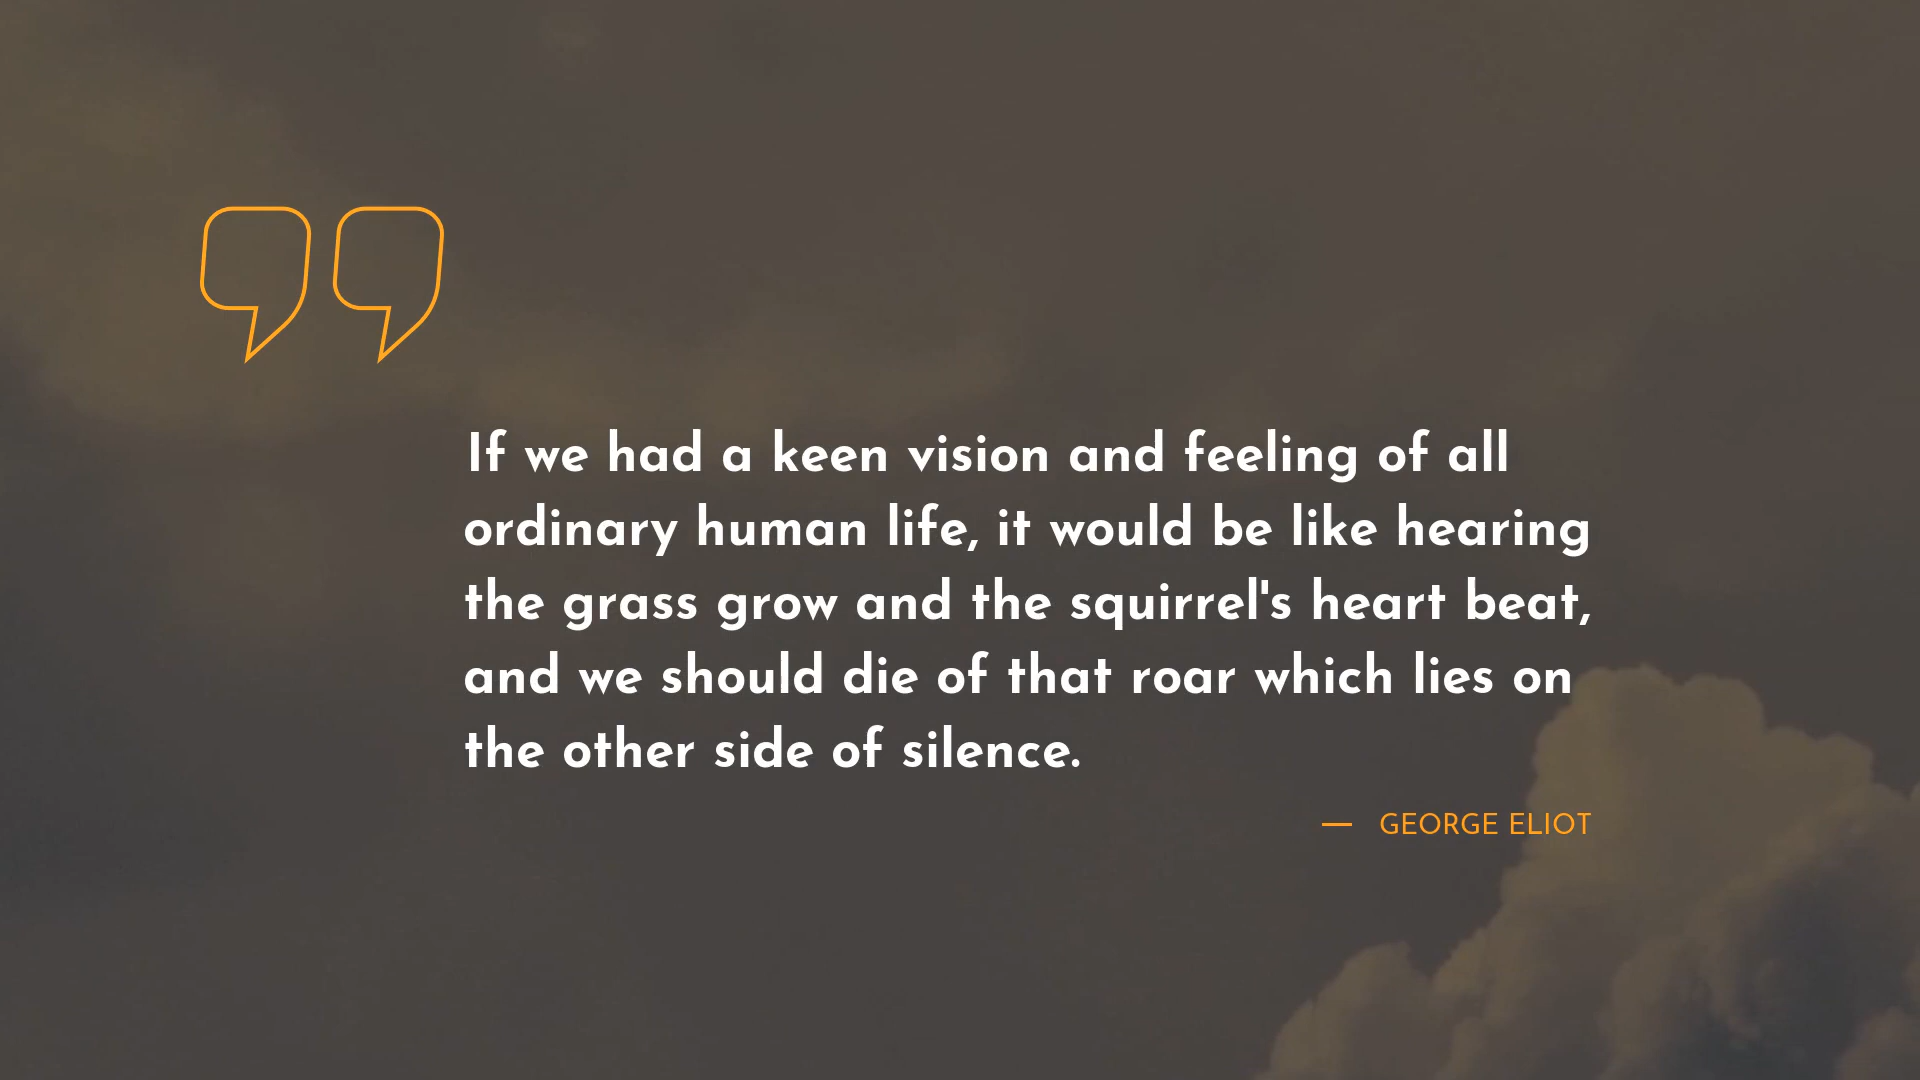 If we had a keen vision and feeling of all
ordinary human life, it would be like hearing
the grass grow and the squirrel's heart beat,
and we should die of that roar which lies on
the other side of silence.
— GEORGE ELIOT